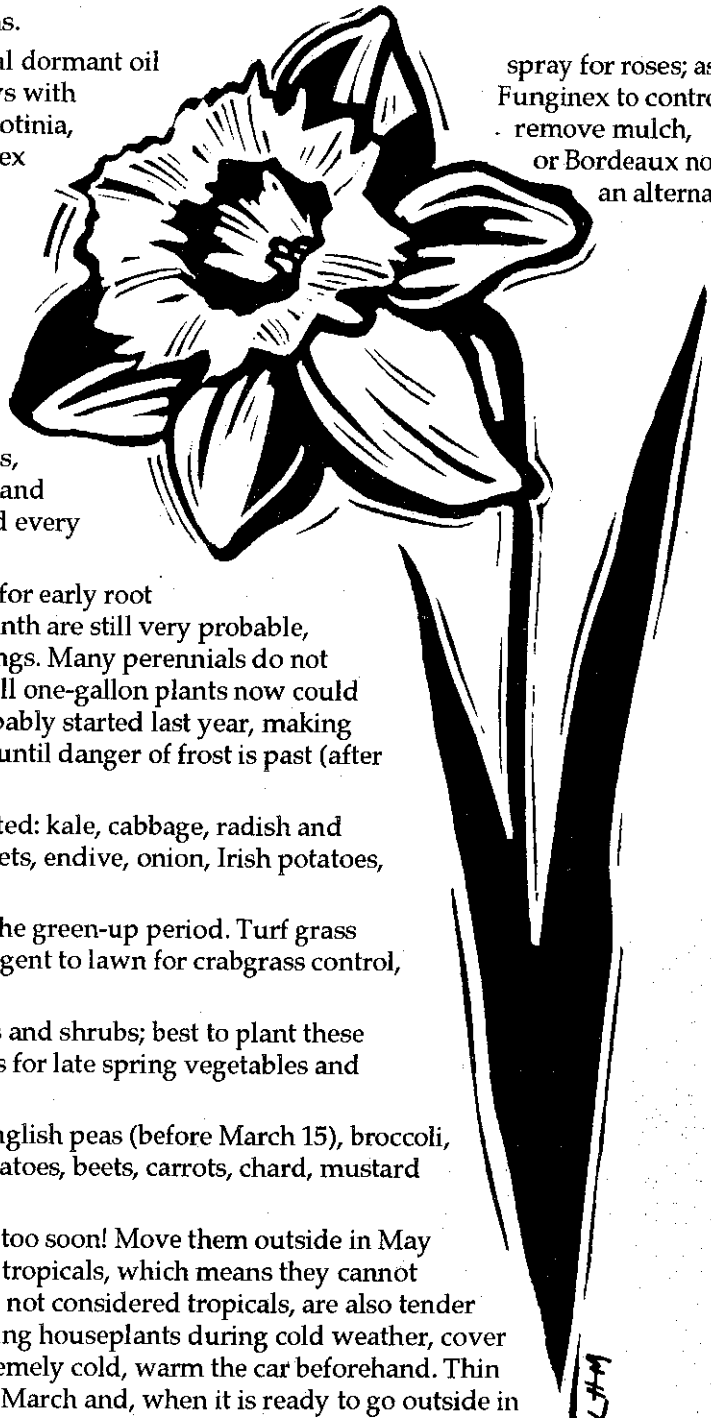 ns.
al dormant oil
ys with
otinia,
ex
spray for roses; as
Funginex to contro
remove mulch,
or Bordeaux no
an alterna
s,
and
d every
for early root
nth are still very probable,
ngs. Many perennials do not
ll one-gallon plants now could
bably started last year, making
until danger of frost is past (after
ted: kale, cabbage, radish and
ets, endive, onion, Irish potatoes,
he green-up period. Turf grass
gent to lawn for crabgrass control,
s and shrubs; best to plant these
s for late spring vegetables and
nglish peas (before March 15), broccoli,
atoes, beets, carrots, chard, mustard
too soon! Move them outside in May
tropicals, which means they cannot
not considered tropicals, are also tender
ing houseplants during cold weather, cover
emely cold, warm the car beforehand. Thin
March and, when it is ready to go outside in
LHM